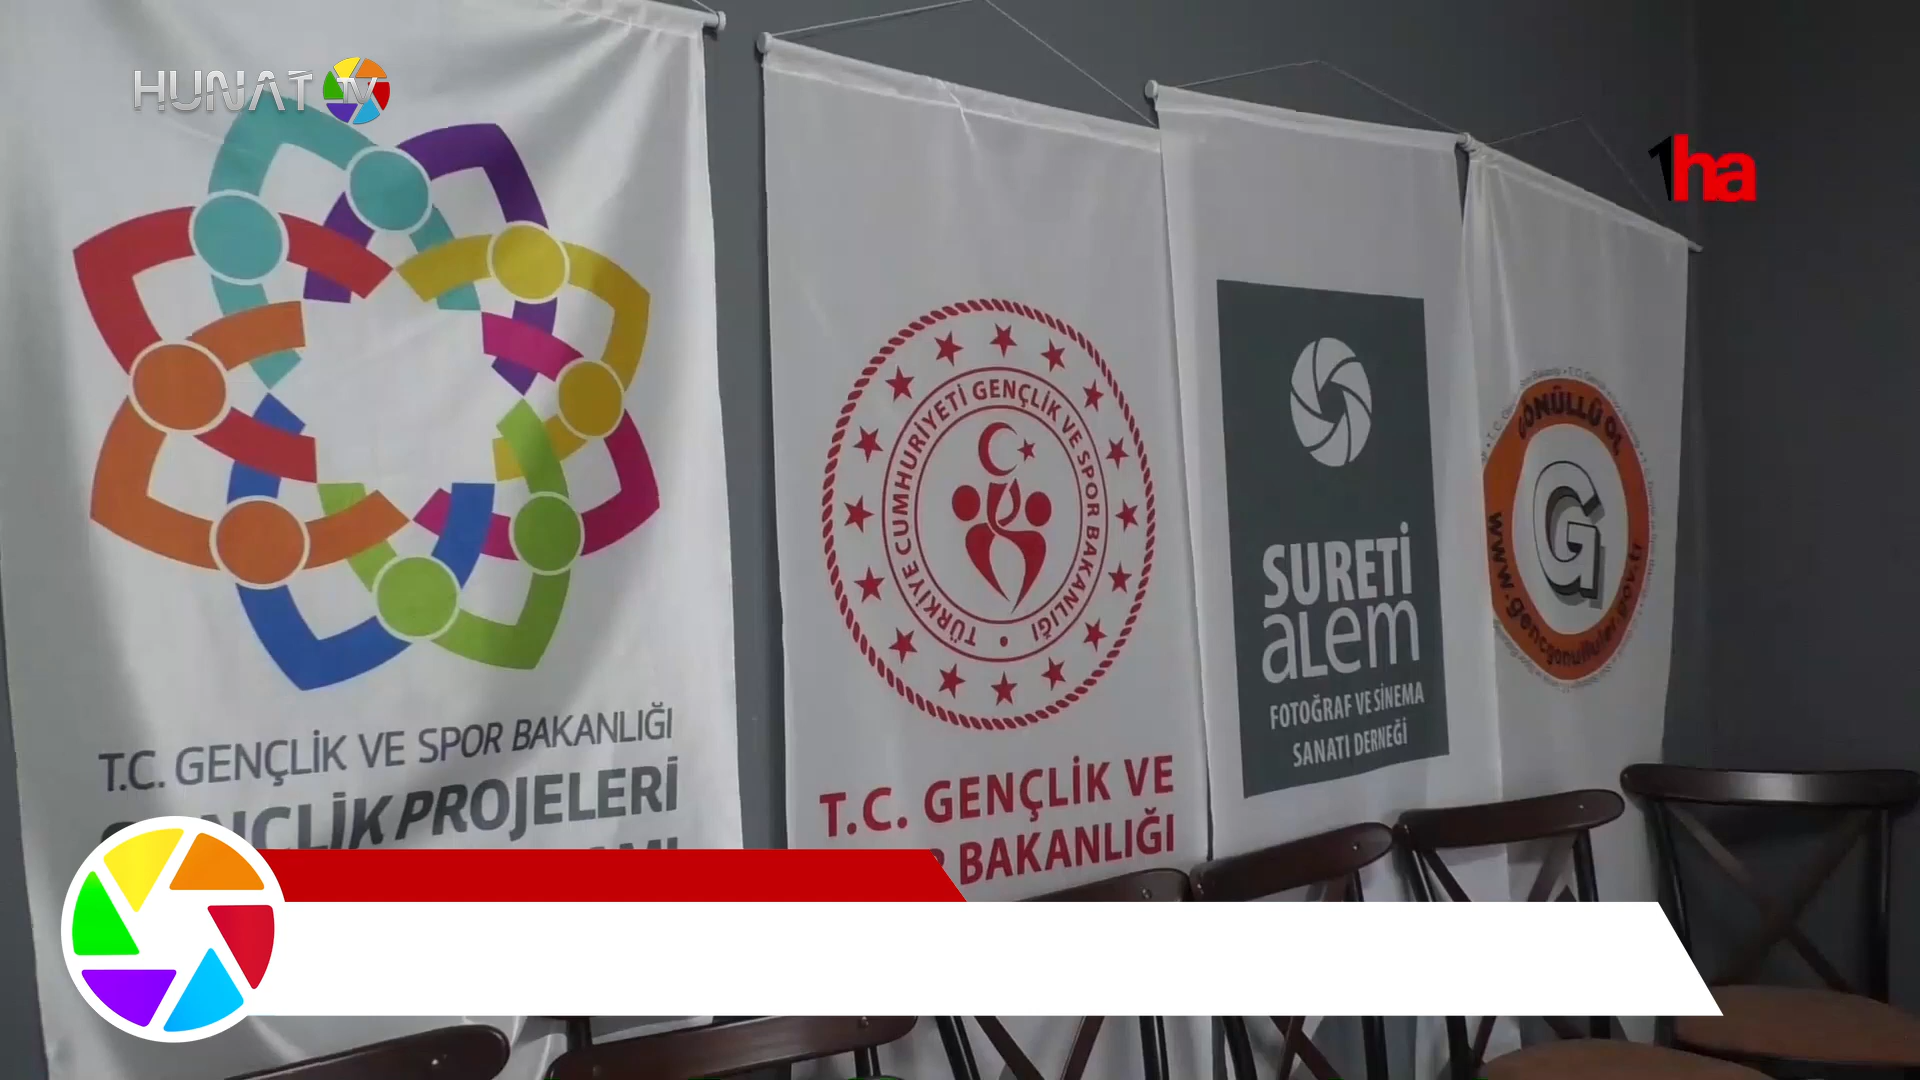 HUNAT TV
1ha
T.C. GENÇLİK VE SPOR BAKANLIĞI
GENÇLİK PROJELERİ
TÜRKİYE CUMHURİYETİ GENÇLİK VE SPOR BAKANLIĞI
T.C. GENÇLİK VE
BAKANLIĞI
SURETİ
aLem
FOTOĞRAF VE SİNEMA
SANATI DERNEĞİ
GÖNÜLLÜ OL
G
www.gencgonulluler.gov.tr